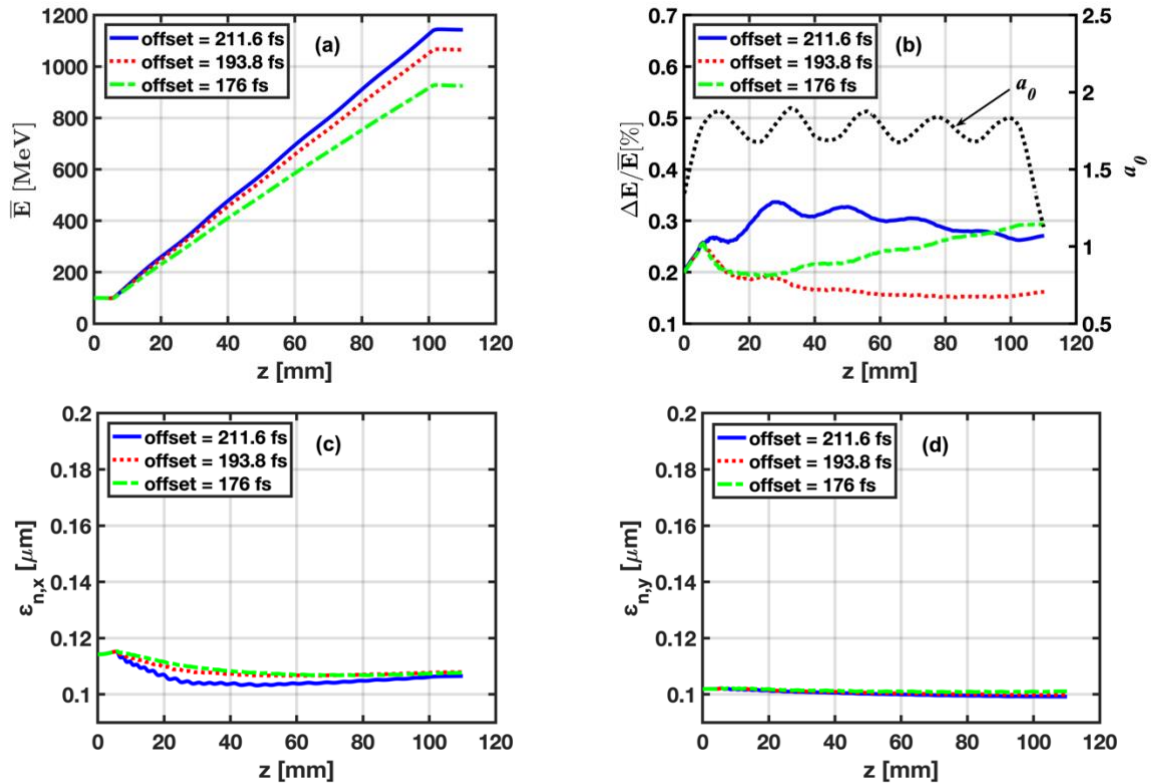 1200
1000
800
600
400
200
0
E̅ [MeV]
offset = 211.6 fs
offset = 193.8 fs
offset = 176 fs
(a)
0 20 40 60 80 100 120
z [mm]
0.7
0.6
0.5
0.4
0.3
0.2
0.1
ΔE/E̅[%]
offset = 211.6 fs
offset = 193.8 fs
offset = 176 fs
(b)
a₀
2.5
2
1.5
1
0.5
a₀
0 20 40 60 80 100 120
z [mm]
0.2
0.18
0.16
0.14
0.12
0.1
εn,x [μm]
offset = 211.6 fs
offset = 193.8 fs
offset = 176 fs
(c)
0 20 40 60 80 100 120
z [mm]
0.2
0.18
0.16
0.14
0.12
0.1
εn,y [μm]
offset = 211.6 fs
offset = 193.8 fs
offset = 176 fs
(d)
0 20 40 60 80 100 120
z [mm]